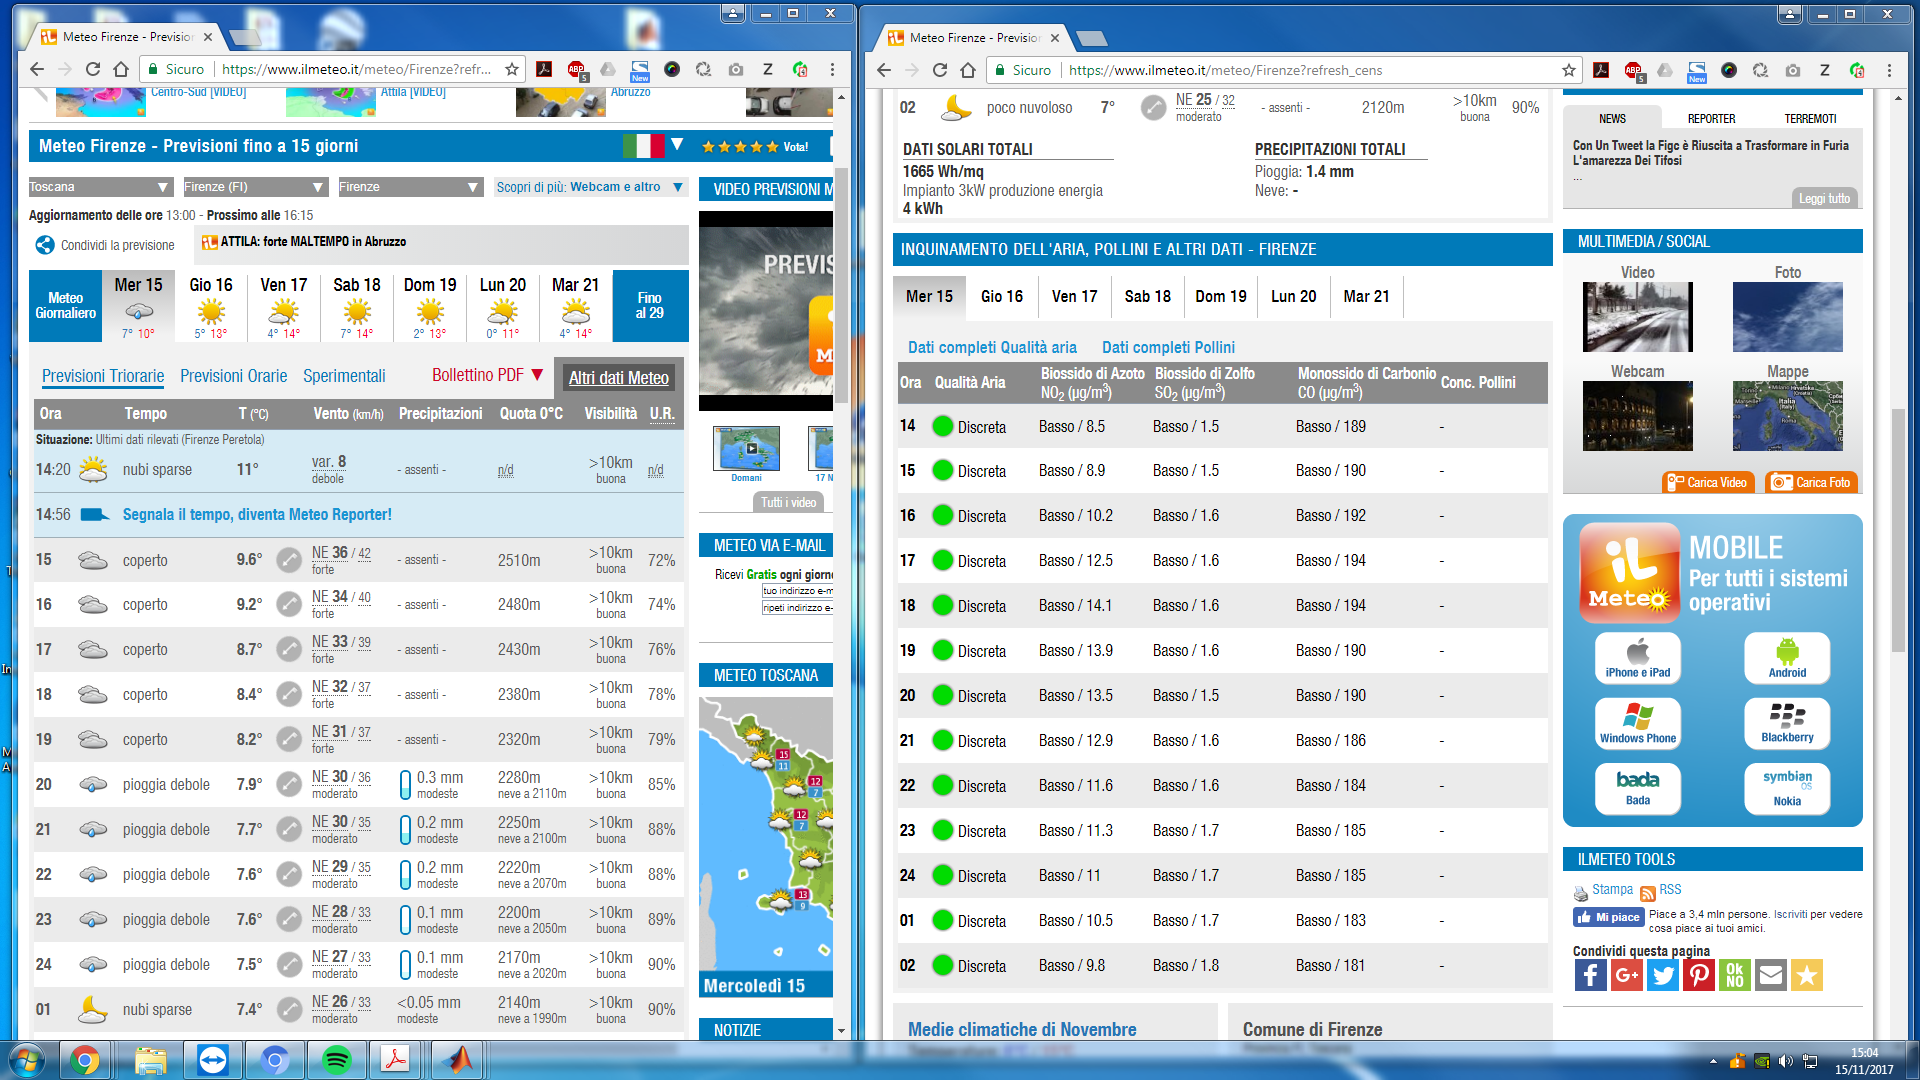 Meteo Firenze - Prevision
Sicuro https://www.ilmeteo.it/meteo/Firenze?refr...
ABP 5 New Z
Centro-Sud [VIDEO] Attila [VIDEO] Abruzzo
Meteo Firenze - Previsioni fino a 15 giorni Vota!
Toscana Firenze (FI) Firenze Scopri di più: Webcam e altro
Aggiornamento delle ore 13:00 - Prossimo alle 16:15
Condividi la previsione ATTILA: forte MALTEMPO in Abruzzo
Meteo Giornaliero
Mer 15 7° 10°
Gio 16 5° 13°
Ven 17 4° 14°
Sab 18 7° 14°
Dom 19 2° 13°
Lun 20 0° 11°
Mar 21 4° 14°
Fino al 29
Previsioni Triorarie Previsioni Orarie Sperimentali Bollettino PDF Altri dati Meteo
Ora Tempo T (°C) Vento (km/h) Precipitazioni Quota 0°C Visibilità U.R.
Situazione: Ultimi dati rilevati (Firenze Peretola)
14:20 nubi sparse 11° var. 8 debole - assenti - n/d >10km buona n/d
14:56 Segnala il tempo, diventa Meteo Reporter!
15 coperto 9.6° NE 36 / 42 forte - assenti - 2510m >10km buona 72%
16 coperto 9.2° NE 34 / 40 forte - assenti - 2480m >10km buona 74%
17 coperto 8.7° NE 33 / 39 forte - assenti - 2430m >10km buona 76%
18 coperto 8.4° NE 32 / 37 forte - assenti - 2380m >10km buona 78%
19 coperto 8.2° NE 31 / 37 forte - assenti - 2320m >10km buona 79%
20 pioggia debole 7.9° NE 30 / 36 moderato 0.3 mm modeste 2280m neve a 2110m >10km buona 85%
21 pioggia debole 7.7° NE 30 / 35 moderato 0.2 mm modeste 2250m neve a 2100m >10km buona 88%
22 pioggia debole 7.6° NE 29 / 35 moderato 0.2 mm modeste 2220m neve a 2070m >10km buona 88%
23 pioggia debole 7.6° NE 28 / 33 moderato 0.1 mm modeste 2200m neve a 2050m >10km buona 89%
24 pioggia debole 7.5° NE 27 / 33 moderato 0.1 mm modeste 2170m neve a 2020m >10km buona 90%
01 nubi sparse 7.4° NE 26 / 33 moderato <0.05 mm modeste 2140m neve a 1990m >10km buona 90%
VIDEO PREVISIONI M
PREVIS
Domani 17 N
Tutti i video
METEO VIA E-MAIL
Ricevi Gratis ogni giorno
tuo indirizzo e-m
ripeti indirizzo e-
METEO TOSCANA
15 11
12 7
12 7
13 9
Mercoledì 15
NOTIZIE
Meteo Firenze - Prevision
Sicuro https://www.ilmeteo.it/meteo/Firenze?refresh_cens
ABP 5 New Z
02 poco nuvoloso 7° NE 25 / 32 moderato - assenti - 2120m >10km buona 90%
DATI SOLARI TOTALI
1665 Wh/mq
Impianto 3kW produzione energia
4 kWh
PRECIPITAZIONI TOTALI
Pioggia: 1.4 mm
Neve: -
INQUINAMENTO DELL'ARIA, POLLINI E ALTRI DATI - FIRENZE
Mer 15 Gio 16 Ven 17 Sab 18 Dom 19 Lun 20 Mar 21
Dati completi Qualità aria Dati completi Pollini
Ora Qualità Aria Biossido di Azoto NO2 (µg/m3) Biossido di Zolfo SO2 (µg/m3) Monossido di Carbonio CO (µg/m3) Conc. Pollini
14 Discreta Basso / 8.5 Basso / 1.5 Basso / 189 -
15 Discreta Basso / 8.9 Basso / 1.5 Basso / 190 -
16 Discreta Basso / 10.2 Basso / 1.6 Basso / 192 -
17 Discreta Basso / 12.5 Basso / 1.6 Basso / 194 -
18 Discreta Basso / 14.1 Basso / 1.6 Basso / 194 -
19 Discreta Basso / 13.9 Basso / 1.6 Basso / 190 -
20 Discreta Basso / 13.5 Basso / 1.5 Basso / 190 -
21 Discreta Basso / 12.9 Basso / 1.6 Basso / 186 -
22 Discreta Basso / 11.6 Basso / 1.6 Basso / 184 -
23 Discreta Basso / 11.3 Basso / 1.7 Basso / 185 -
24 Discreta Basso / 11 Basso / 1.7 Basso / 185 -
01 Discreta Basso / 10.5 Basso / 1.7 Basso / 183 -
02 Discreta Basso / 9.8 Basso / 1.8 Basso / 181 -
Medie climatiche di Novembre Comune di Firenze
NEWS REPORTER TERREMOTI
Con Un Tweet la Figc è Riuscita a Trasformare in Furia
L'amarezza Dei Tifosi
...
Leggi tutto
MULTIMEDIA / SOCIAL
Video Foto
Webcam Mappe
Italia
Carica Video Carica Foto
iL Meteo
MOBILE
Per tutti i sistemi
operativi
iPhone e iPad Android
Windows Phone Blackberry
bada Bada symbian OS Nokia
ILMETEO TOOLS
Stampa RSS
Mi piace Piace a 3,4 mln persone. Iscriviti per vedere
cosa piace ai tuoi amici.
Condividi questa pagina
G+ OK NO
15:04
15/11/2017